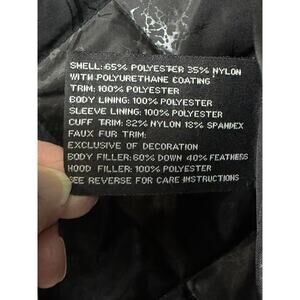 SHELL: 65% POLYESTER 35% NYLON
WITH POLYURETHANE COATING
TRIM: 100% POLYESTER
BODY LINING: 100% POLYESTER
SLEEVE LINING: 100% POLYESTER
CUFF TRIM: 82% NYLON 18% SPANDEX
FAUX FUR TRIM:
EXCLUSIVE OF DECORATION
BODY FILLER: 60% DOWN 40% FEATHERS
HOOD FILLER: 100% POLYESTER
SEE REVERSE FOR CARE INSTRUCTIONS